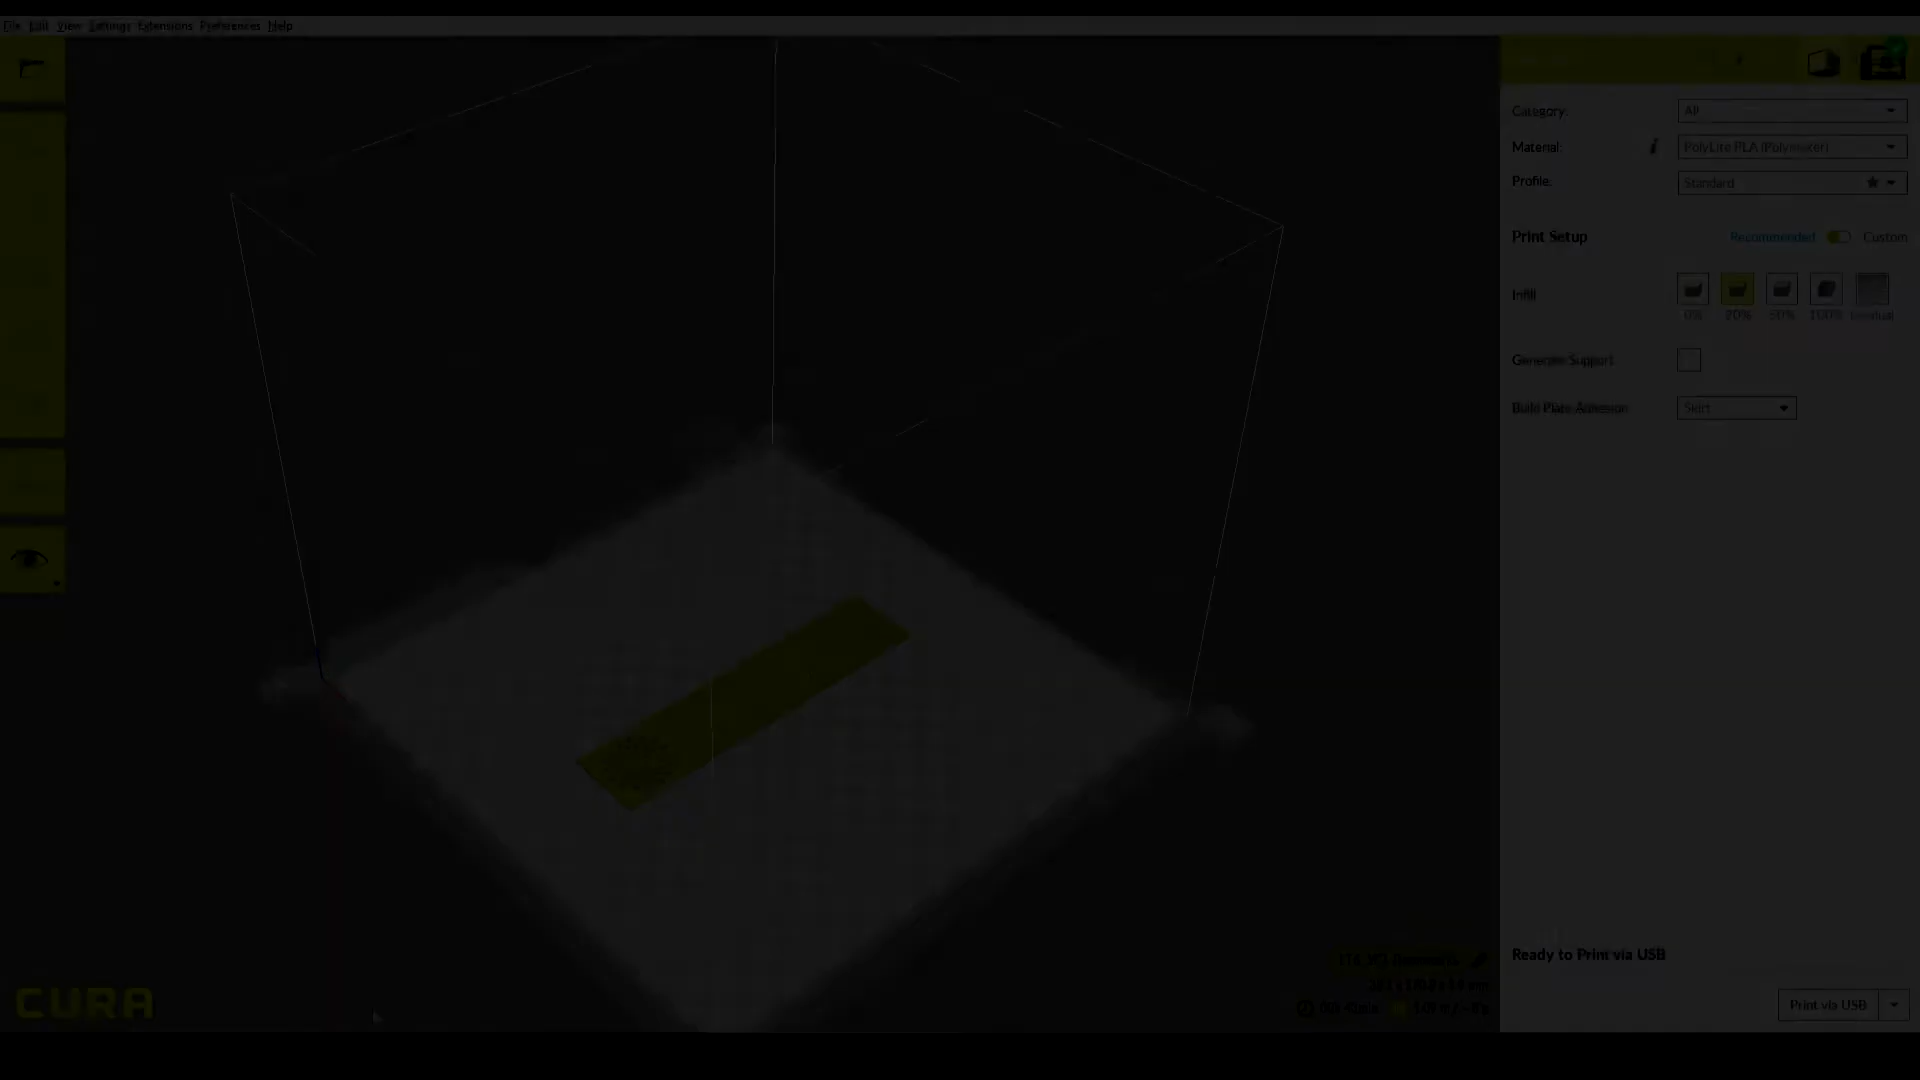 File Edit View Settings Extensions Preferences Help
Category: All
Material: i PolyLite PLA (Polymaker)
Profile: Standard
Print Setup Recommended Custom
Infill
0% 20% 50% 100% Gradual
Generate Support
Build Plate Adhesion Skirt
Ready to Print via USB
CURA
Print via USB